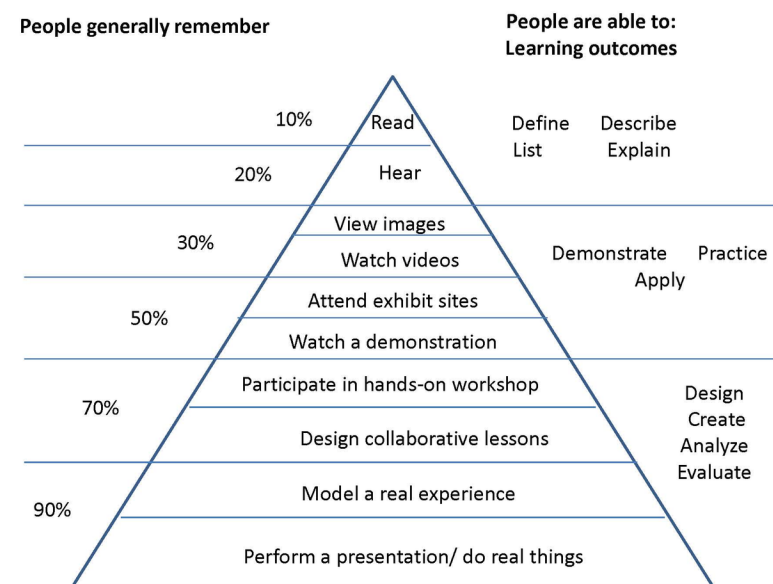 People generally remember
People are able to:
Learning outcomes
10%
Read
Define Describe
List Explain
20%
Hear
View images
30%
Watch videos
Demonstrate Practice
Apply
Attend exhibit sites
50%
Watch a demonstration
Participate in hands-on workshop
70%
Design collaborative lessons
Design
Create
Analyze
Evaluate
Model a real experience
90%
Perform a presentation/ do real things